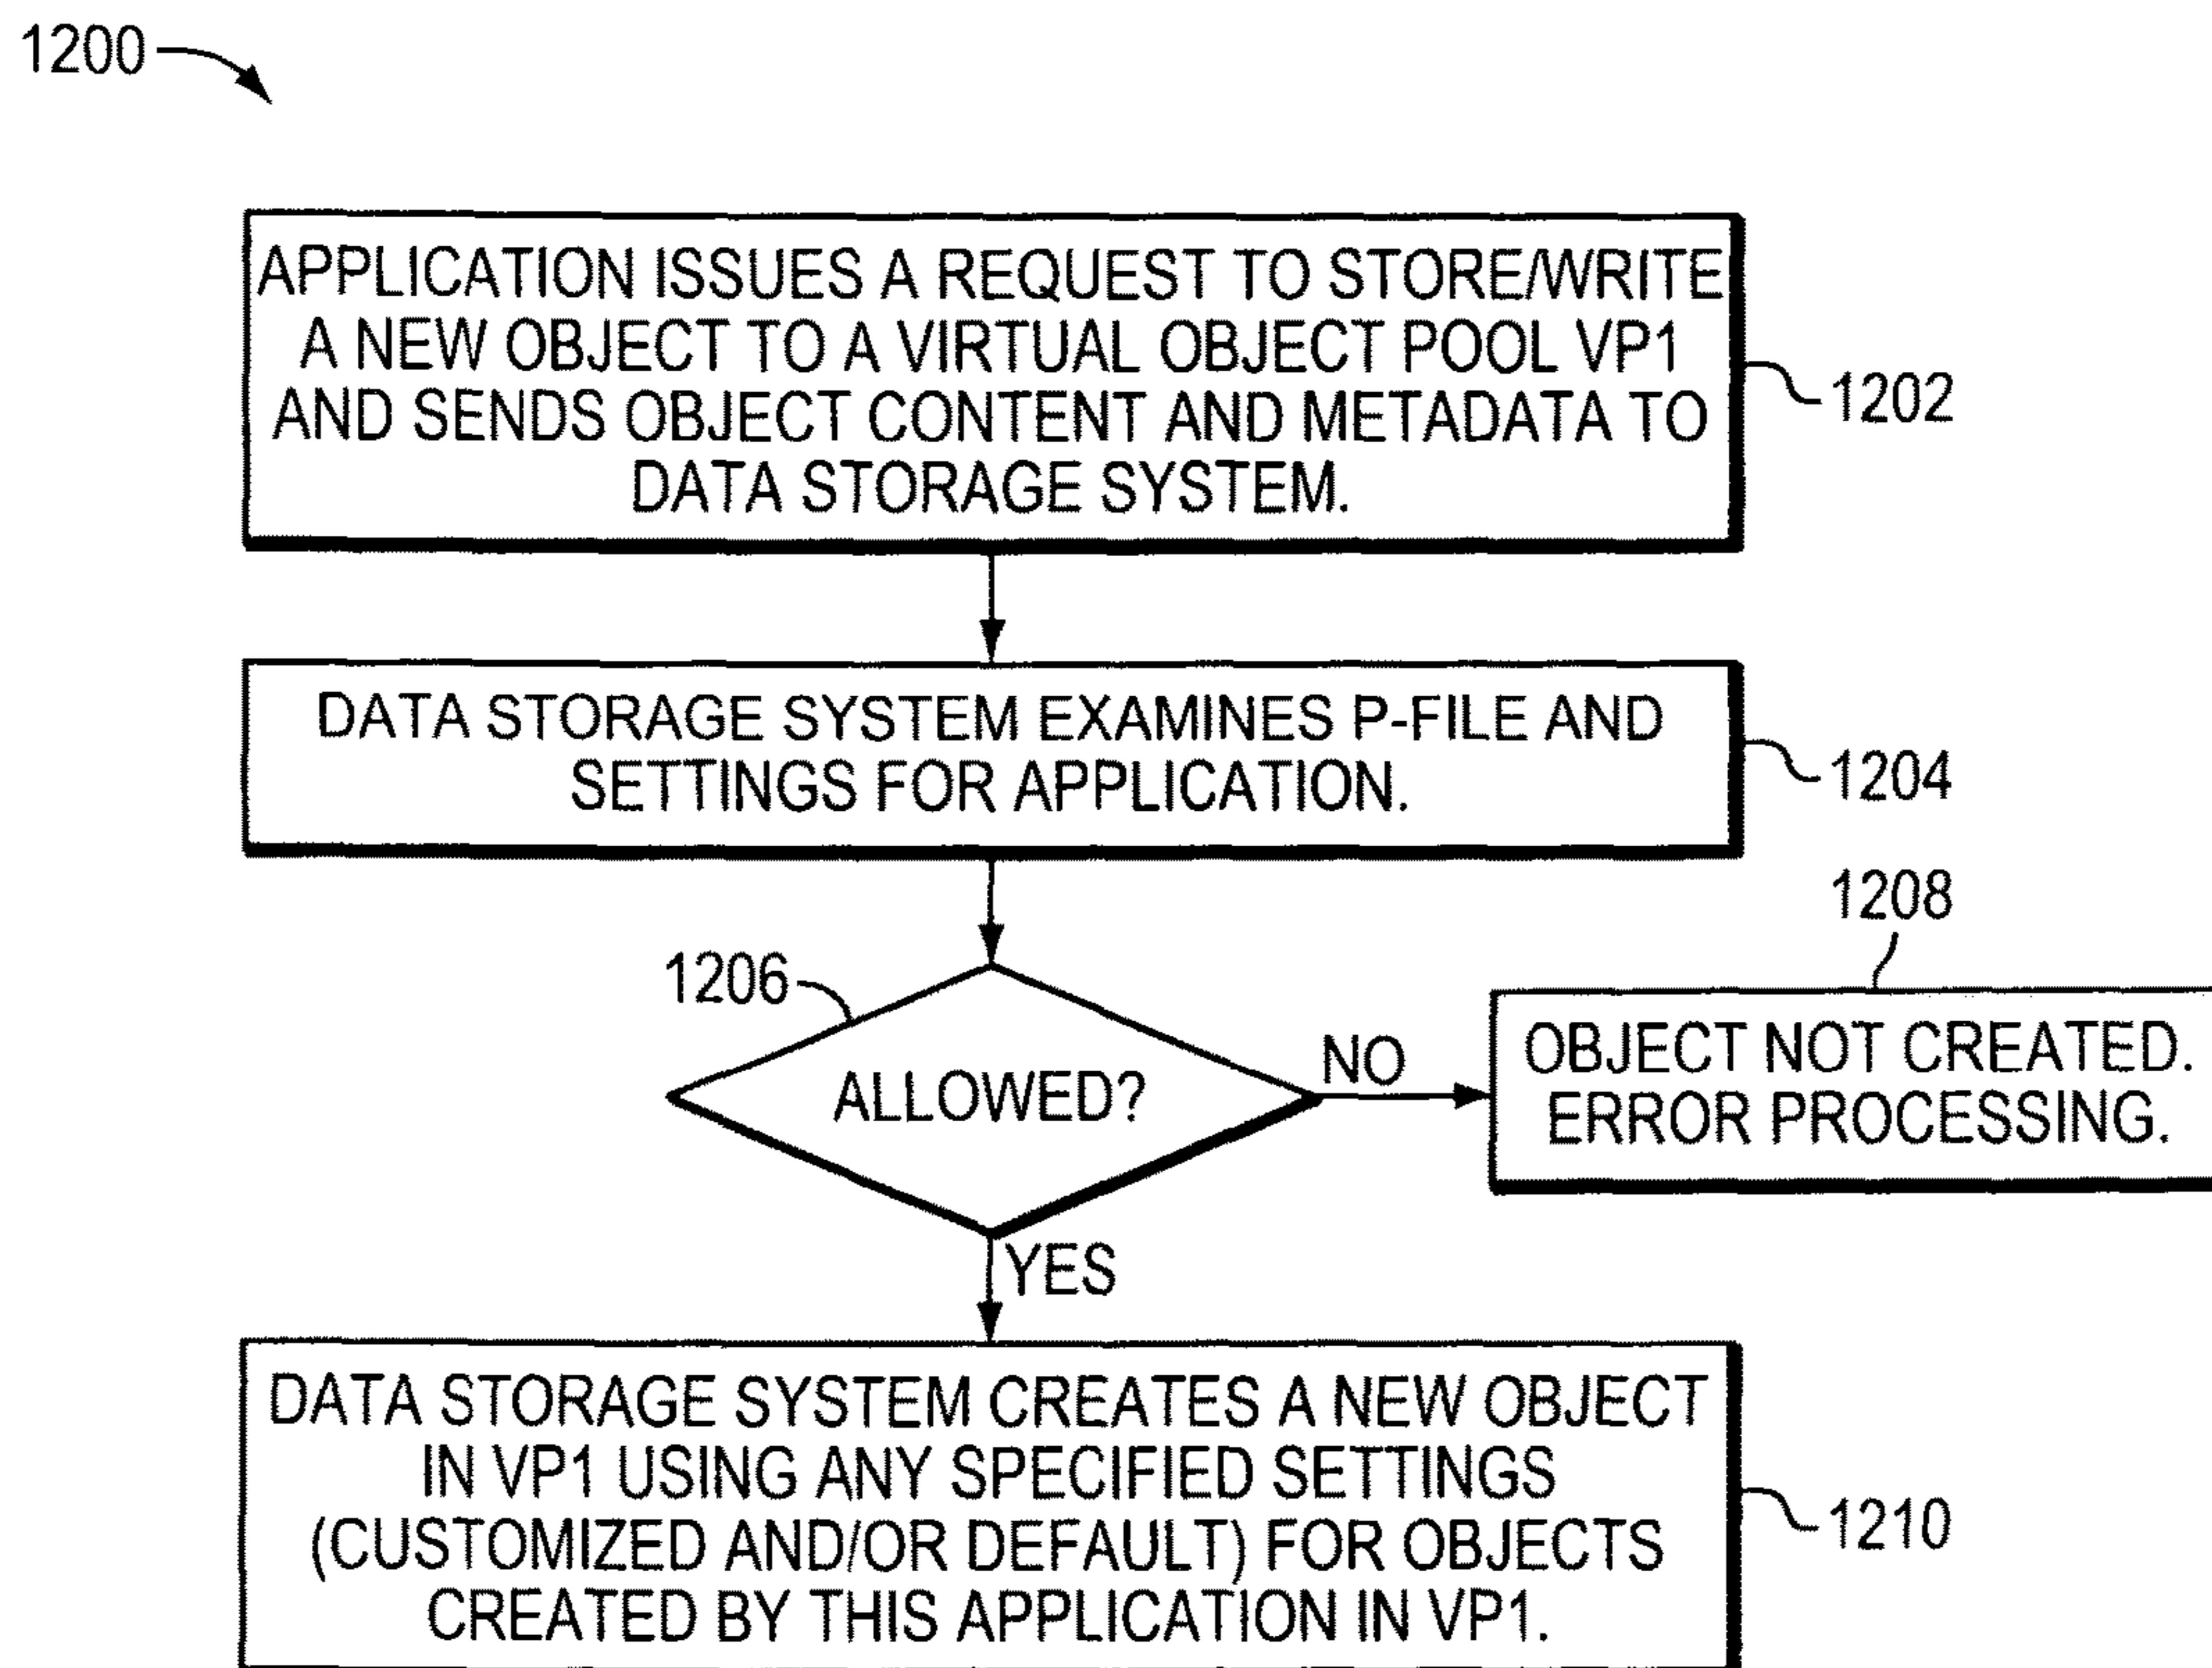 1200
APPLICATION ISSUES A REQUEST TO STORE/WRITE
A NEW OBJECT TO A VIRTUAL OBJECT POOL VP1
AND SENDS OBJECT CONTENT AND METADATA TO
DATA STORAGE SYSTEM.
1202
DATA STORAGE SYSTEM EXAMINES P-FILE AND
SETTINGS FOR APPLICATION.
1204
1206
ALLOWED?
NO
1208
OBJECT NOT CREATED.
ERROR PROCESSING.
YES
DATA STORAGE SYSTEM CREATES A NEW OBJECT
IN VP1 USING ANY SPECIFIED SETTINGS
(CUSTOMIZED AND/OR DEFAULT) FOR OBJECTS
CREATED BY THIS APPLICATION IN VP1.
1210